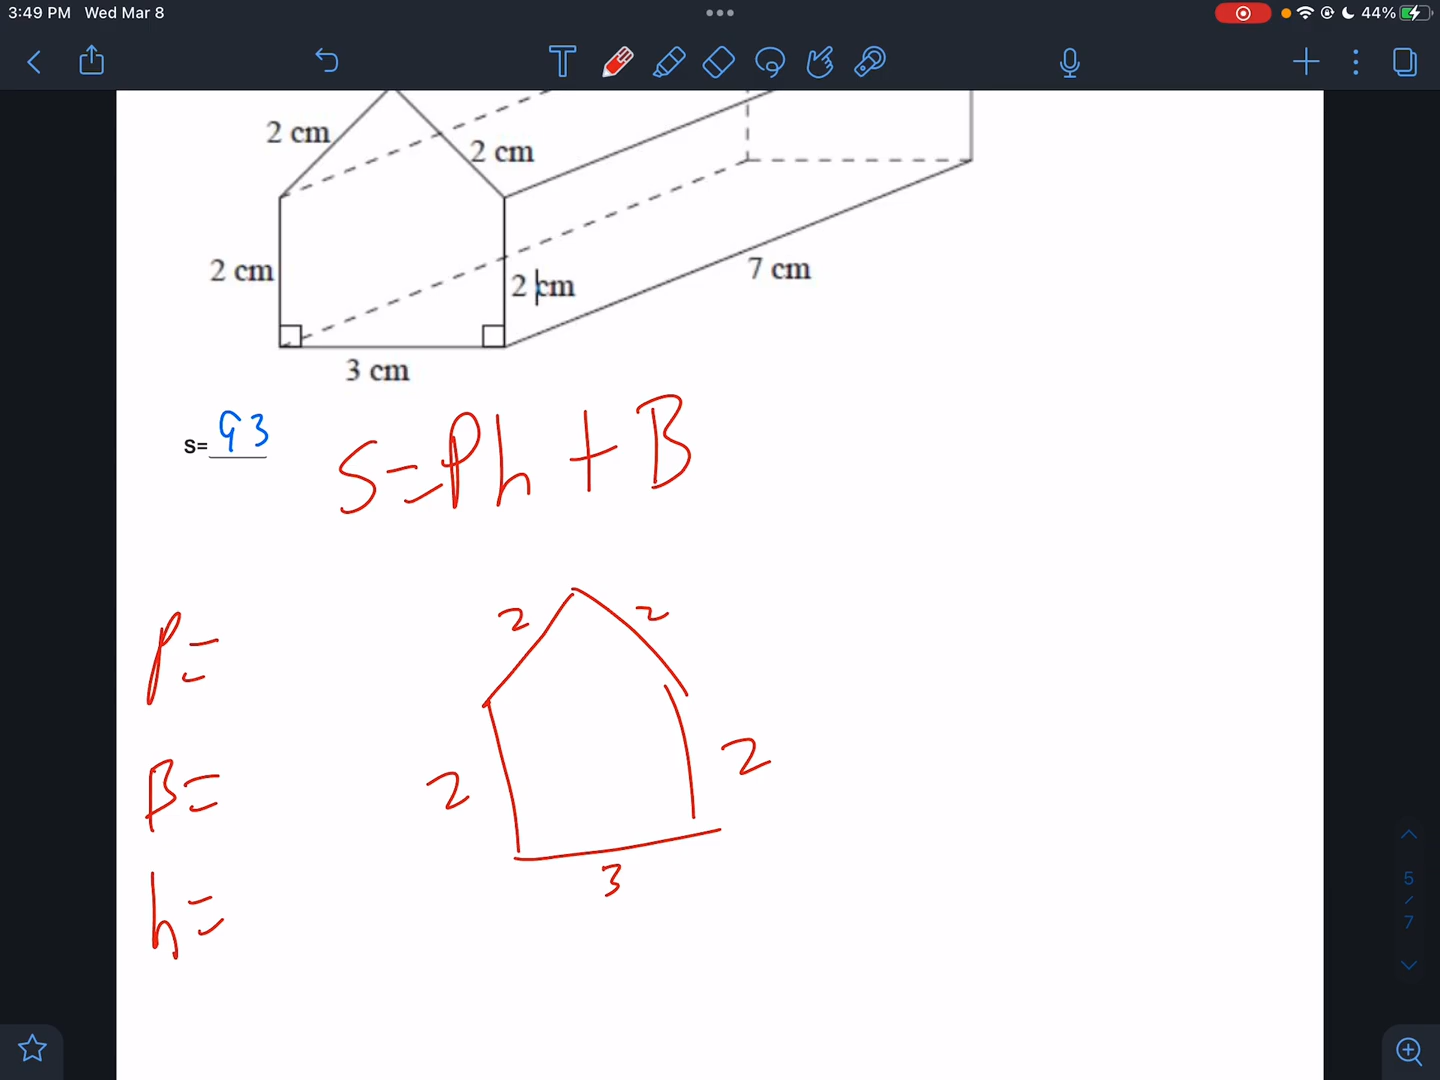 3:49 PM Wed Mar 8
44%
T
2 cm
2 cm
2 cm
2 cm
7 cm
3 cm
S= 93
S=Ph + B
P=
2 2
B=
2 2
3
h=
5
/
7